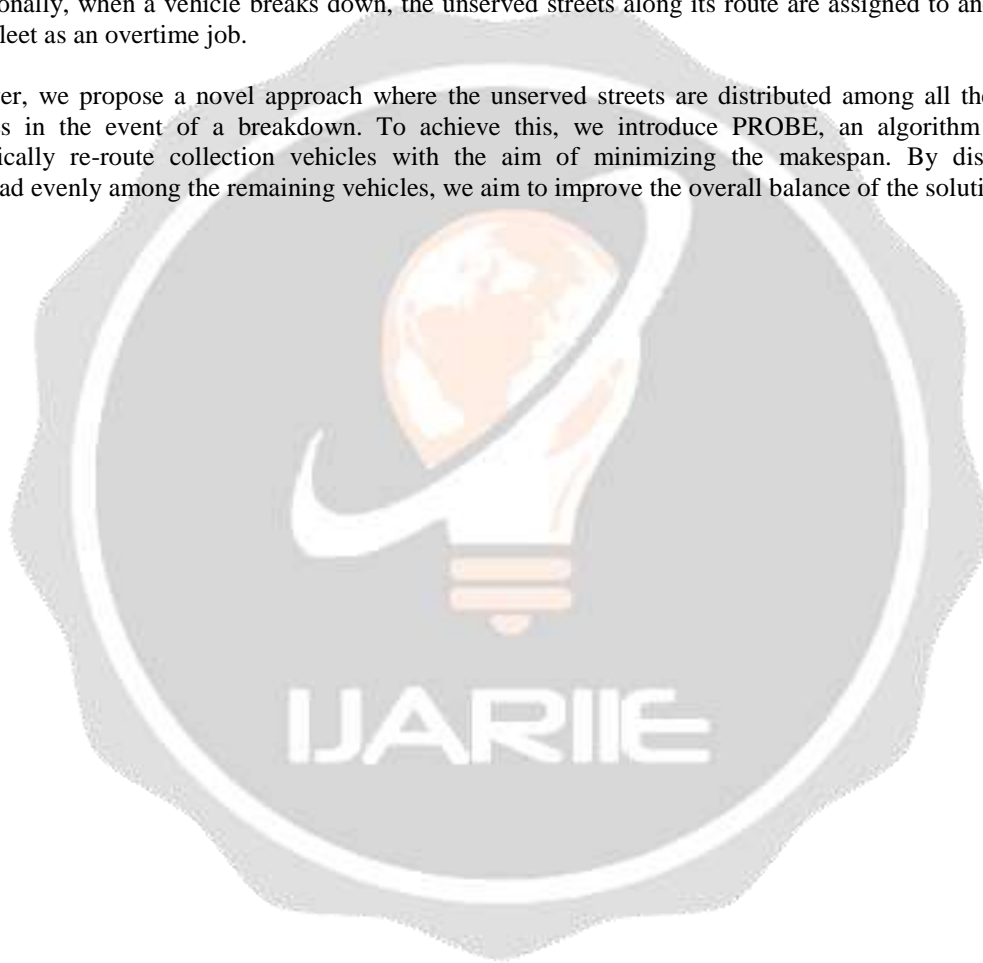 onally, when a vehicle breaks down, the unserved streets along its route are assigned to an
leet as an overtime job.
er, we propose a novel approach where the unserved streets are distributed among all the
s in the event of a breakdown. To achieve this, we introduce PROBE, an algorithm
ically re-route collection vehicles with the aim of minimizing the makespan. By dis
ad evenly among the remaining vehicles, we aim to improve the overall balance of the soluti
IJARIIE